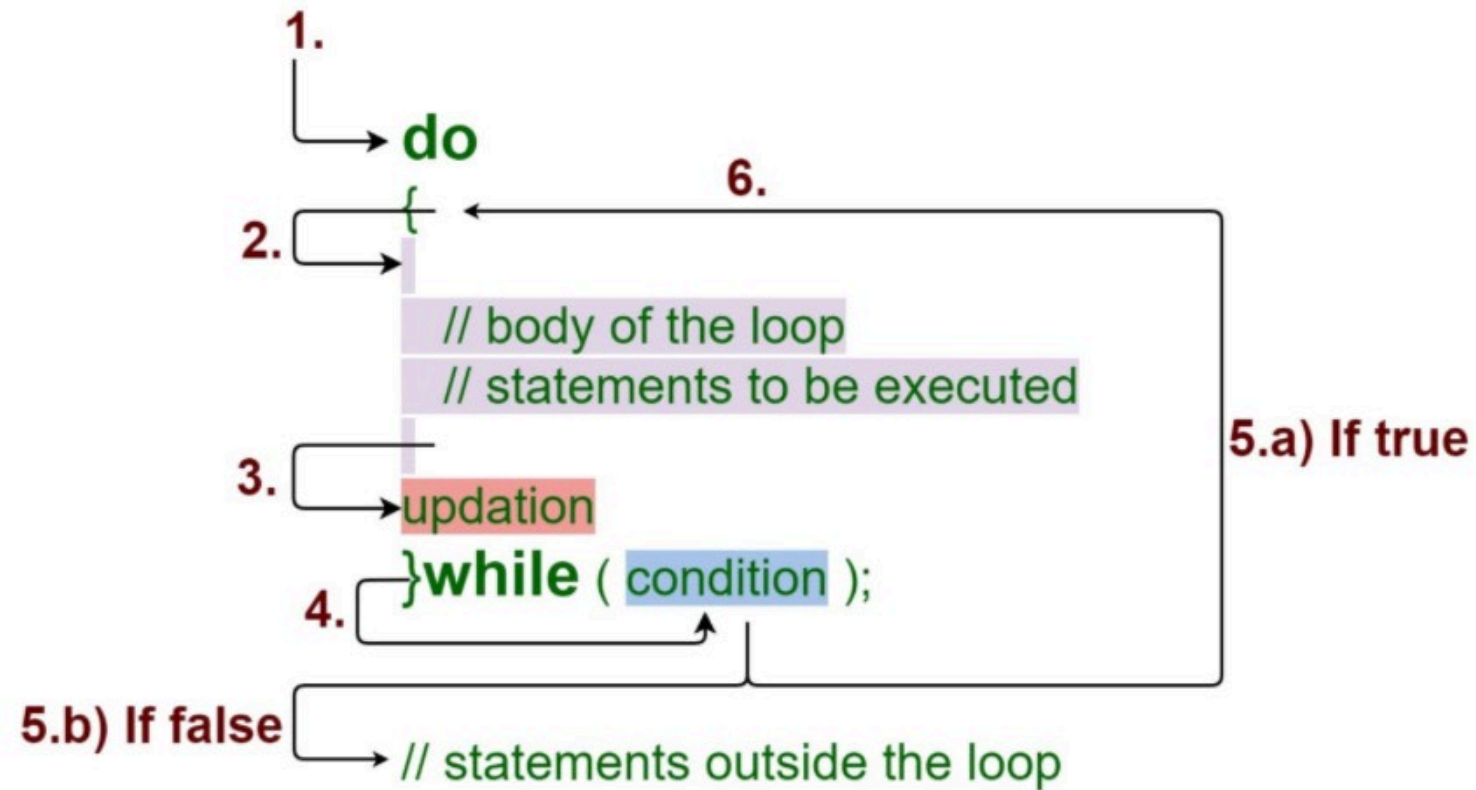 1.
do
6.
{
2.
// body of the loop
// statements to be executed
5.a) If true
3.
updation
}while ( condition );
4.
5.b) If false
// statements outside the loop